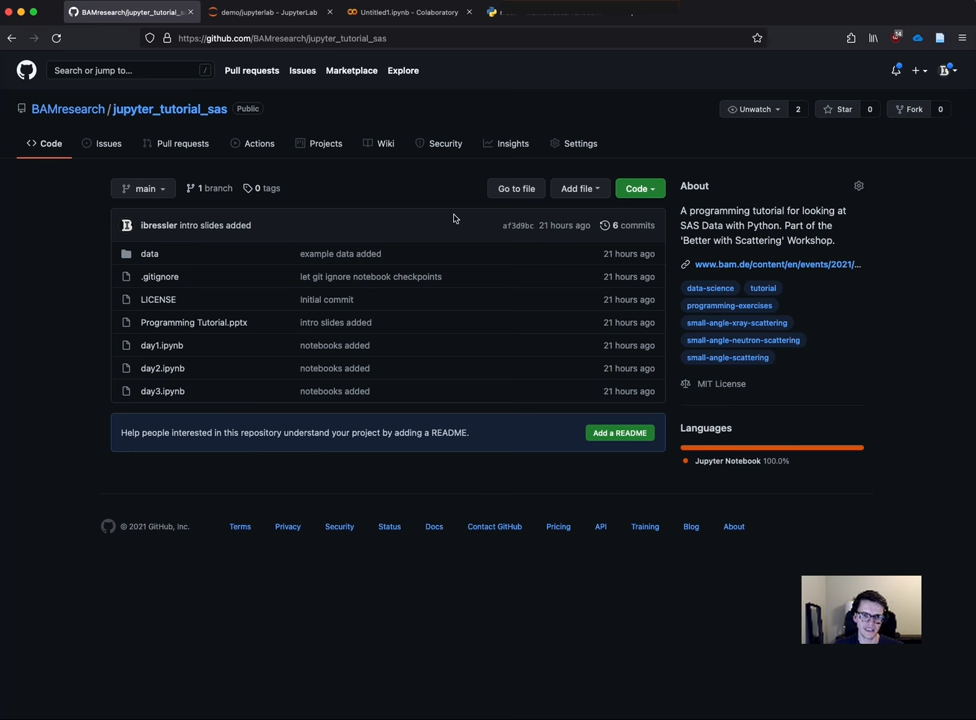 BAMresearch/jupyter_tutorial_s
demo/jupyterlab - JupyterLab
Untitled1.ipynb - Colaboratory
https://github.com/BAMresearch/jupyter_tutorial_sas
14
Search or jump to... /
Pull requests Issues Marketplace Explore
BAMresearch / jupyter_tutorial_sas Public
Unwatch 2 Star 0 Fork 0
Code Issues Pull requests Actions Projects Wiki Security Insights Settings
main 1 branch 0 tags Go to file Add file Code
ibressler intro slides added af3d9bc 21 hours ago 6 commits
data example data added 21 hours ago
.gitignore let git ignore notebook checkpoints 21 hours ago
LICENSE Initial commit 21 hours ago
Programming Tutorial.pptx intro slides added 21 hours ago
day1.ipynb notebooks added 21 hours ago
day2.ipynb notebooks added 21 hours ago
day3.ipynb notebooks added 21 hours ago
Help people interested in this repository understand your project by adding a README. Add a README
About
A programming tutorial for looking at
SAS Data with Python. Part of the
'Better with Scattering' Workshop.
www.bam.de/content/en/events/2021/...
data-science tutorial
programming-exercises
small-angle-xray-scattering
small-angle-neutron-scattering
small-angle-scattering
MIT License
Languages
Jupyter Notebook 100.0%
© 2021 GitHub, Inc. Terms Privacy Security Status Docs Contact GitHub Pricing API Training Blog About